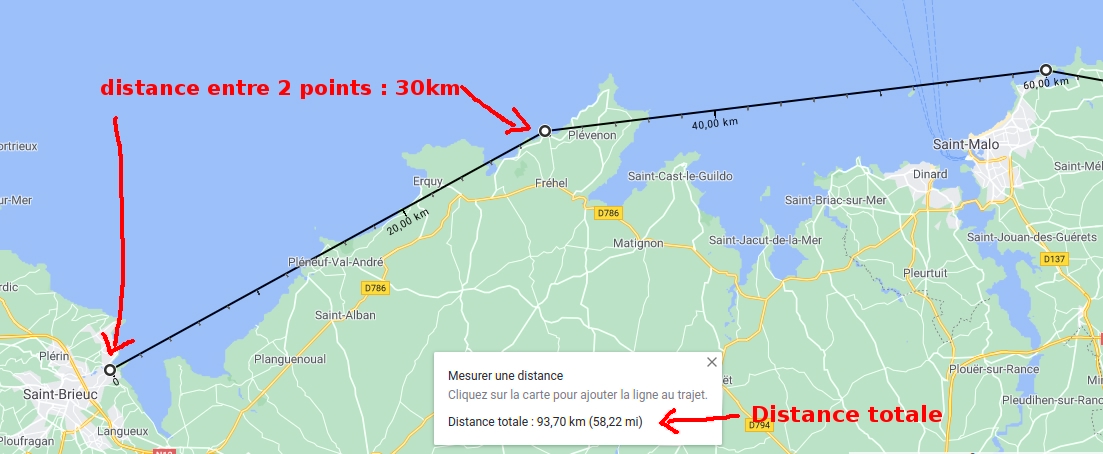 distance entre 2 points : 30km
60,00 km
Plévenon
40,00 km
ortrieux
Saint-Malo
Saint-Mél
Dinard
Erquy
Fréhel
Saint-Cast-le-Guildo
ur-Mer
Saint-Briac-sur-Mer
20,00 km
D786
Matignon
Saint-Jacut-de-la-Mer
Saint-Jouan-des-Guérets
D137
Pléneuf-Val-André
Pleurtuit
rdic
D786
Saint-Alban
Plérin
Planguenoual
0
Mesurer une distance
Cliquez sur la carte pour ajouter la ligne au trajet.
Distance totale : 93,70 km (58,22 mi)
Distance totale
ët
Plouër-sur-Rance
Mi
Saint-Brieuc
Pleudihen-sur-Ranc
D794
Langueux
Ploufragan